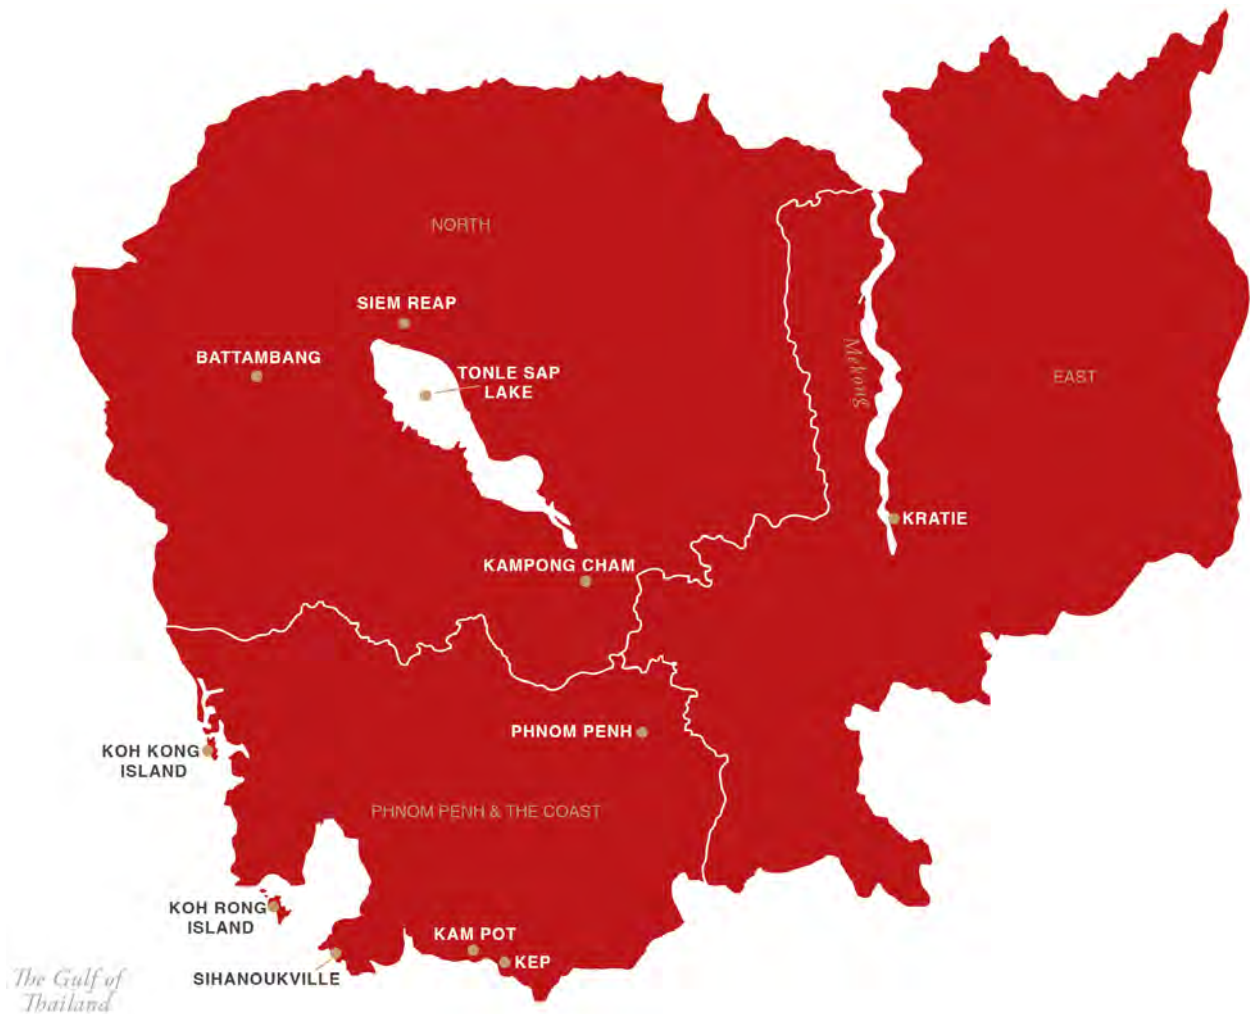 NORTH
SIEM REAP
BATTAMBANG
TONLE SAP
LAKE
Mekong
EAST
KRATIE
KAMPONG CHAM
PHNOM PENH
KOH KONG
ISLAND
PHNOM PENH & THE COAST
KOH RONG
ISLAND
KAM POT
KEP
SIHANOUKVILLE
The Gulf of
Thailand